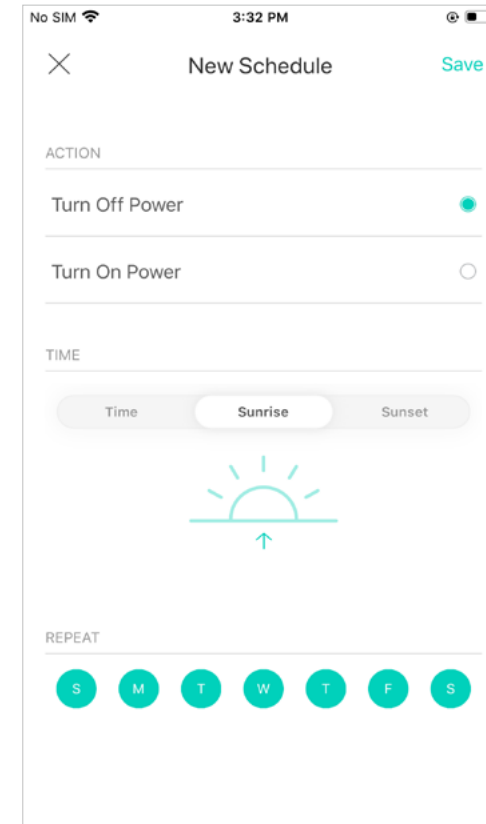 No SIM 3:32 PM
New Schedule Save
ACTION
Turn Off Power
Turn On Power
TIME
Time Sunrise Sunset
REPEAT
S M T W T F S